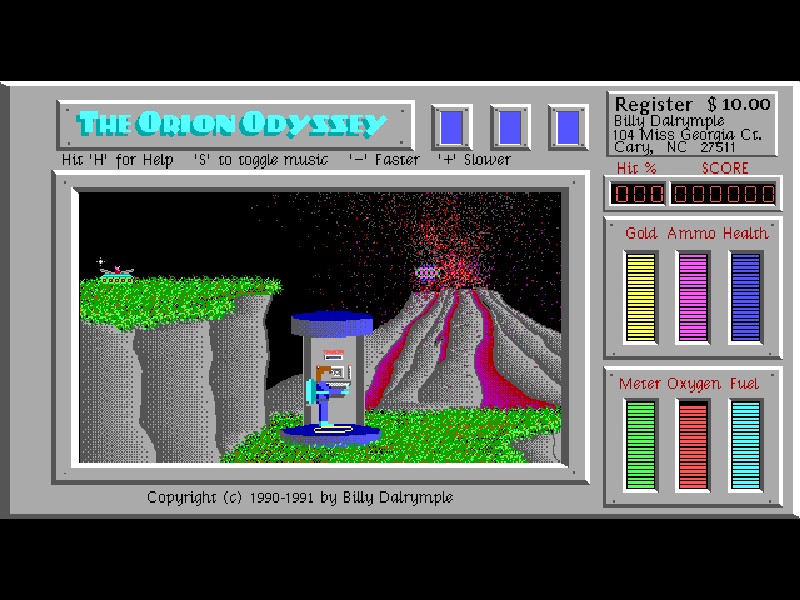 THE ORION ODYSSEY
Hit 'H' for Help 'S' to toggle music '-' Faster '+' Slower
Register $ 10.00
Billy Dalrymple
104 Miss Georgia Ct.
Cary, NC 27511
Hit % SCORE
000 000000
Gold Ammo Health
Meter Oxygen Fuel
Copyright (c) 1990-1991 by Billy Dalrymple